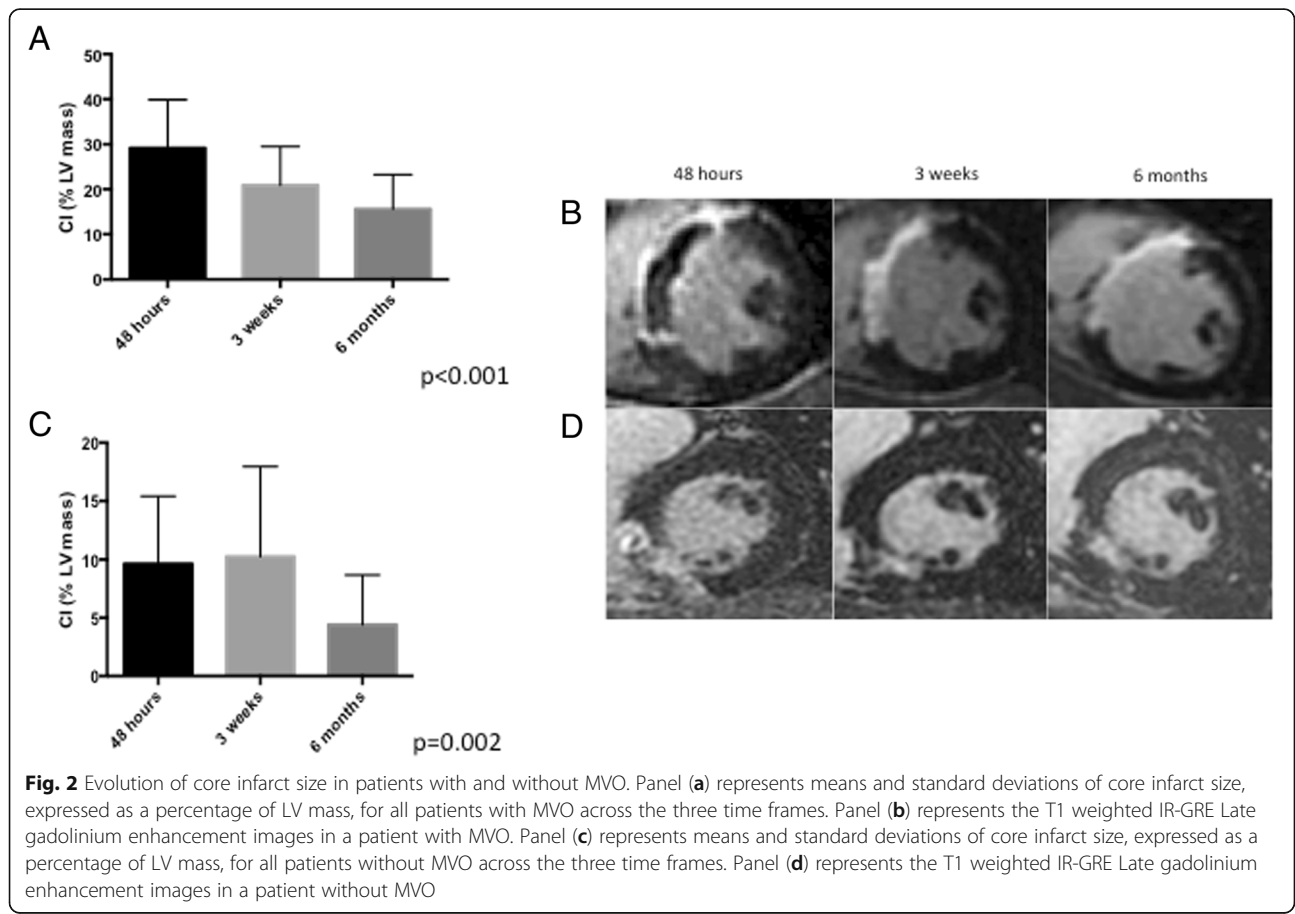 A
50
40
30
20
10
0
CI (% LV mass)
48 hours
3 weeks
6 months
p<0.001
48 hours
3 weeks
6 months
B
D
C
20
15
10
5
0
CI (% LV mass)
48 hours
3 weeks
6 months
p=0.002
Fig. 2 Evolution of core infarct size in patients with and without MVO. Panel (a) represents means and standard deviations of core infarct size,
expressed as a percentage of LV mass, for all patients with MVO across the three time frames. Panel (b) represents the T1 weighted IR-GRE Late
gadolinium enhancement images in a patient with MVO. Panel (c) represents means and standard deviations of core infarct size, expressed as a
percentage of LV mass, for all patients without MVO across the three time frames. Panel (d) represents the T1 weighted IR-GRE Late gadolinium
enhancement images in a patient without MVO